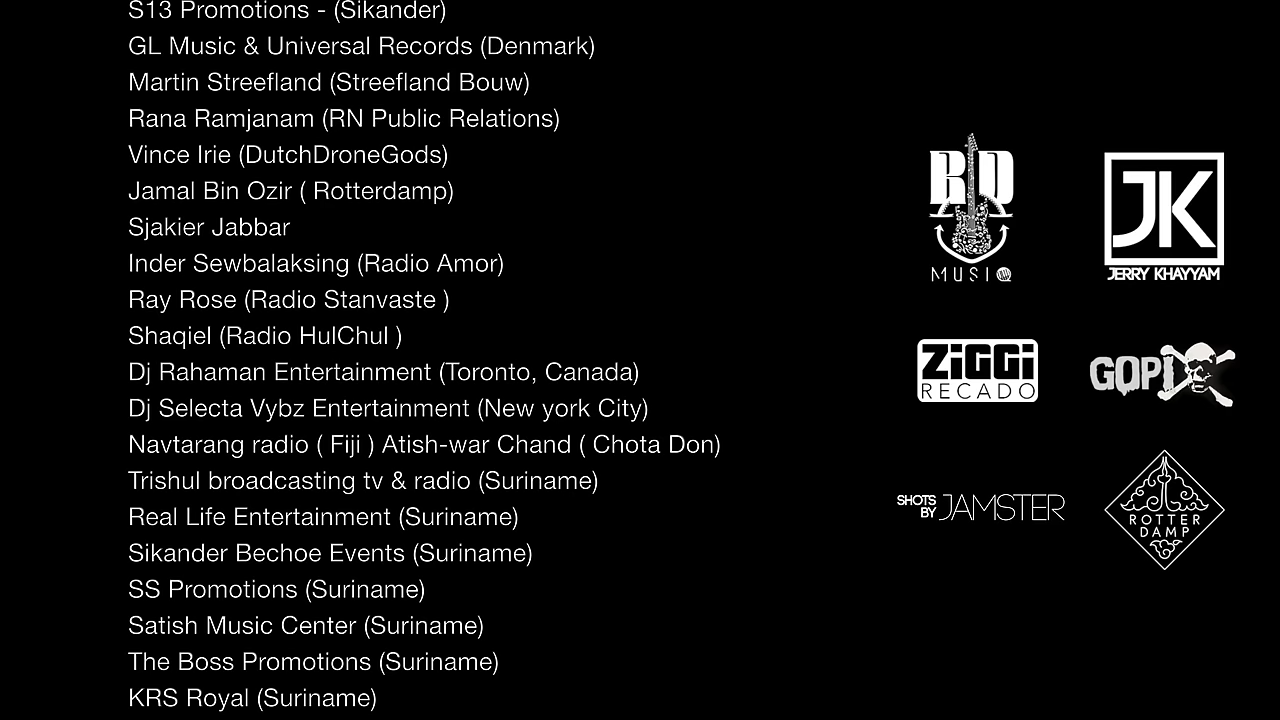 S13 Promotions - (Sikander)
GL Music & Universal Records (Denmark)
Martin Streefland (Streefland Bouw)
Rana Ramjanam (RN Public Relations)
Vince Irie (DutchDroneGods)
Jamal Bin Ozir ( Rotterdamp)
Sjakier Jabbar
Inder Sewbalaksing (Radio Amor)
Ray Rose (Radio Stanvaste )
Shaqiel (Radio HulChul )
Dj Rahaman Entertainment (Toronto, Canada)
Dj Selecta Vybz Entertainment (New york City)
Navtarang radio ( Fiji ) Atish-war Chand ( Chota Don)
Trishul broadcasting tv & radio (Suriname)
Real Life Entertainment (Suriname)
Sikander Bechoe Events (Suriname)
SS Promotions (Suriname)
Satish Music Center (Suriname)
The Boss Promotions (Suriname)
KRS Royal (Suriname)
RD
MUSIQ
JK
JERRY KHAYYAM
ZiGGi
RECADO
GOPI
SHOTS
BY JAMSTER
ROTTER
DAMP